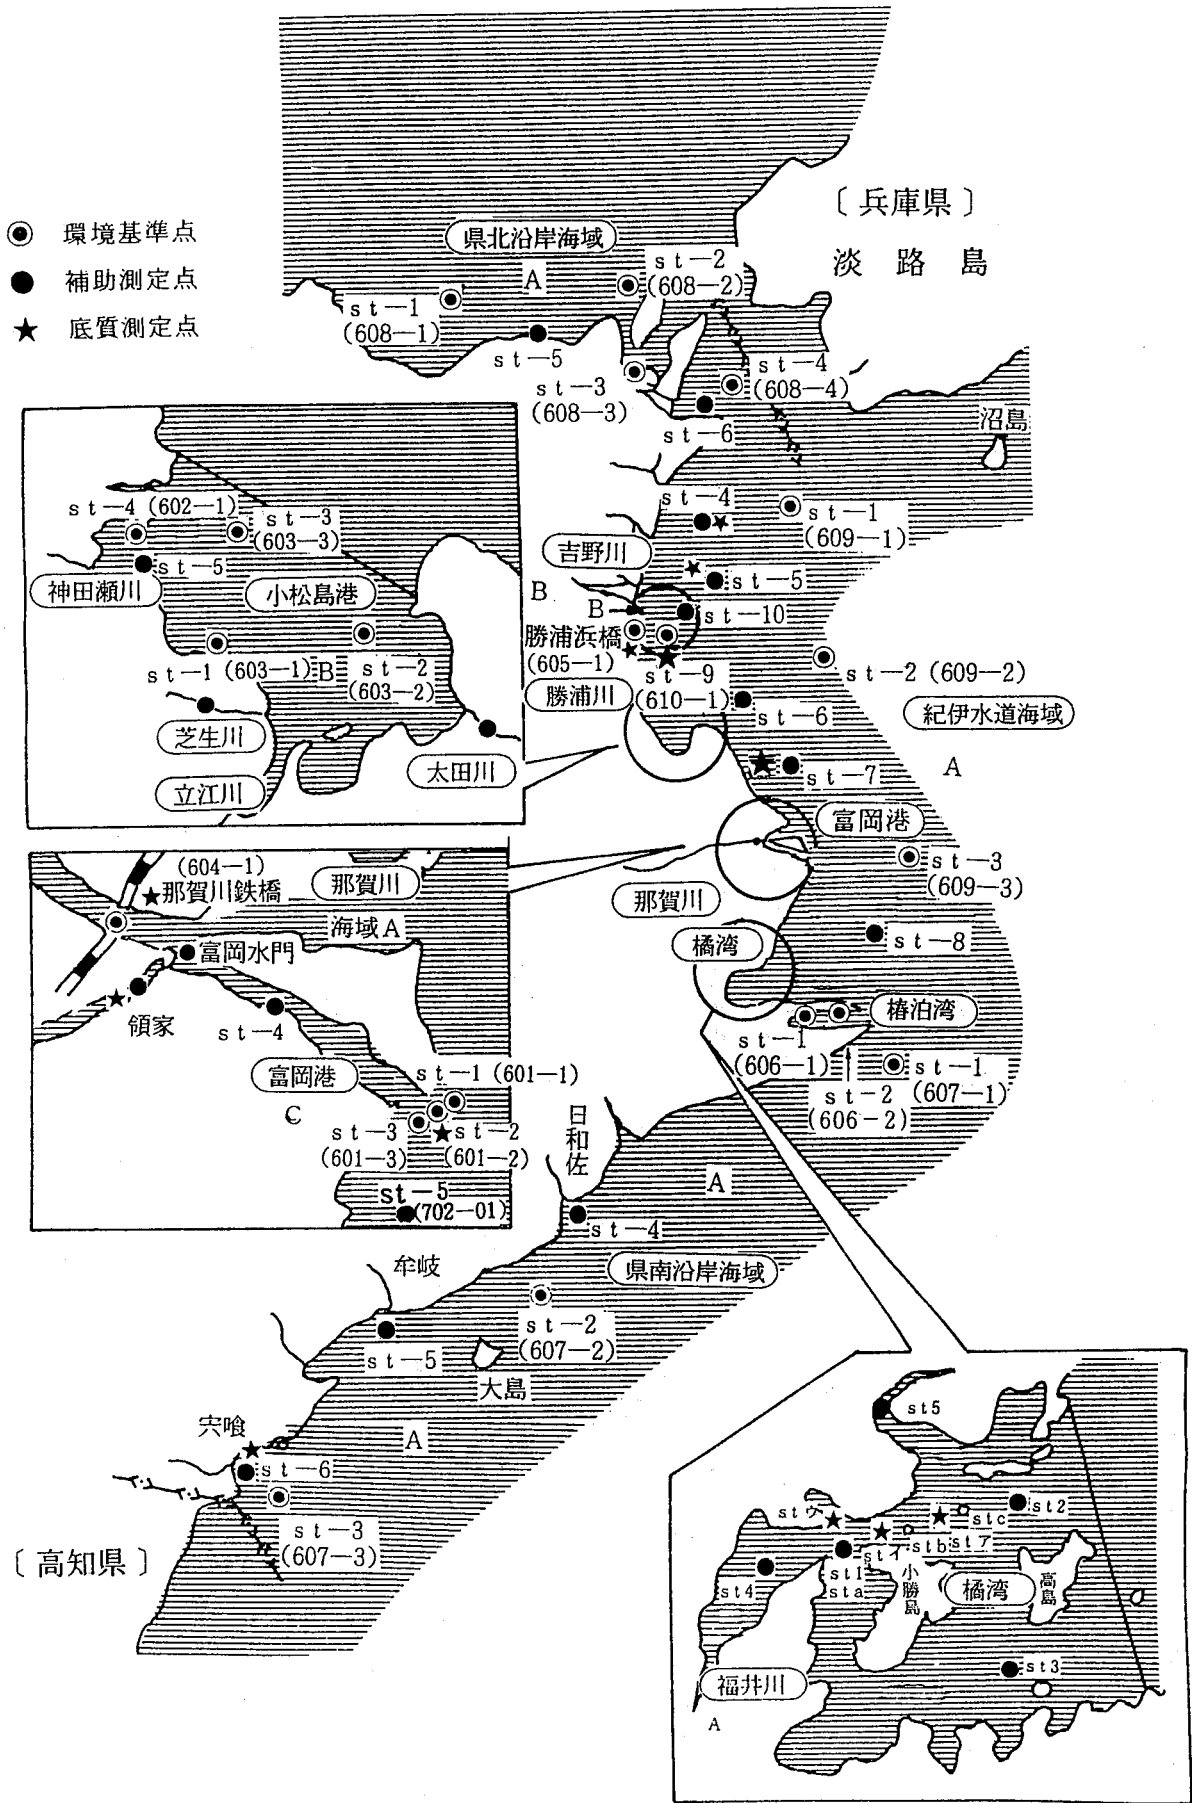 〔兵庫県〕
淡路島
環境基準点
補助測定点
底質測定点
県北沿岸海域
A
st-1
(608-1)
st-2
(608-2)
st-5
st-3
(608-3)
st-4
(608-4)
st-6
沼島
st-4 (602-1)
st-3
(603-3)
st-5
神田瀬川
小松島港
st-1 (603-1)
B
st-2
(603-2)
芝生川
立江川
太田川
st-4
st-1
(609-1)
吉野川
st-5
B
B
st-10
勝浦浜橋
(605-1)
勝浦川
st-9
(610-1)
st-2 (609-2)
紀伊水道海域
st-6
st-7
A
富岡港
st-3
(609-3)
那賀川
橘湾
st-8
椿泊湾
st-1
(606-1)
st-2
(606-2)
st-1
(607-1)
(604-1)
那賀川鉄橋
那賀川
海域A
富岡水門
領家
st-4
富岡港
C
st-1 (601-1)
st-3
(601-3)
st-2
(601-2)
st-5
(702-01)
日和佐
A
st-4
県南沿岸海域
牟岐
st-2
(607-2)
st-5
大島
A
宍喰
st-6
st-3
(607-3)
〔高知県〕
st5
stウ
st4
st1
sta
stイ
stb
stア
stc
st2
小勝島
橘湾
高島
st3
福井川
A